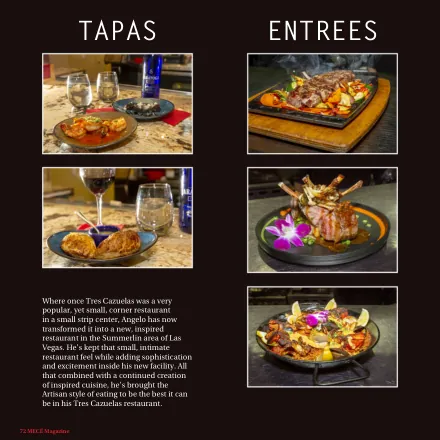 TAPAS
ENTREES
Where once Tres Cazuelas was a very
popular, yet small, corner restaurant
in a small strip center, Angelo has now
transformed it into a new, inspired
restaurant in the Summerlin area of Las
Vegas. He's kept that small, intimate
restaurant feel while adding sophistication
and excitement inside his new facility. All
that combined with a continued creation
of inspired cuisine, he's brought the
Artisan style of eating to be the best it can
be in his Tres Cazuelas restaurant.
72 MECE Magazine